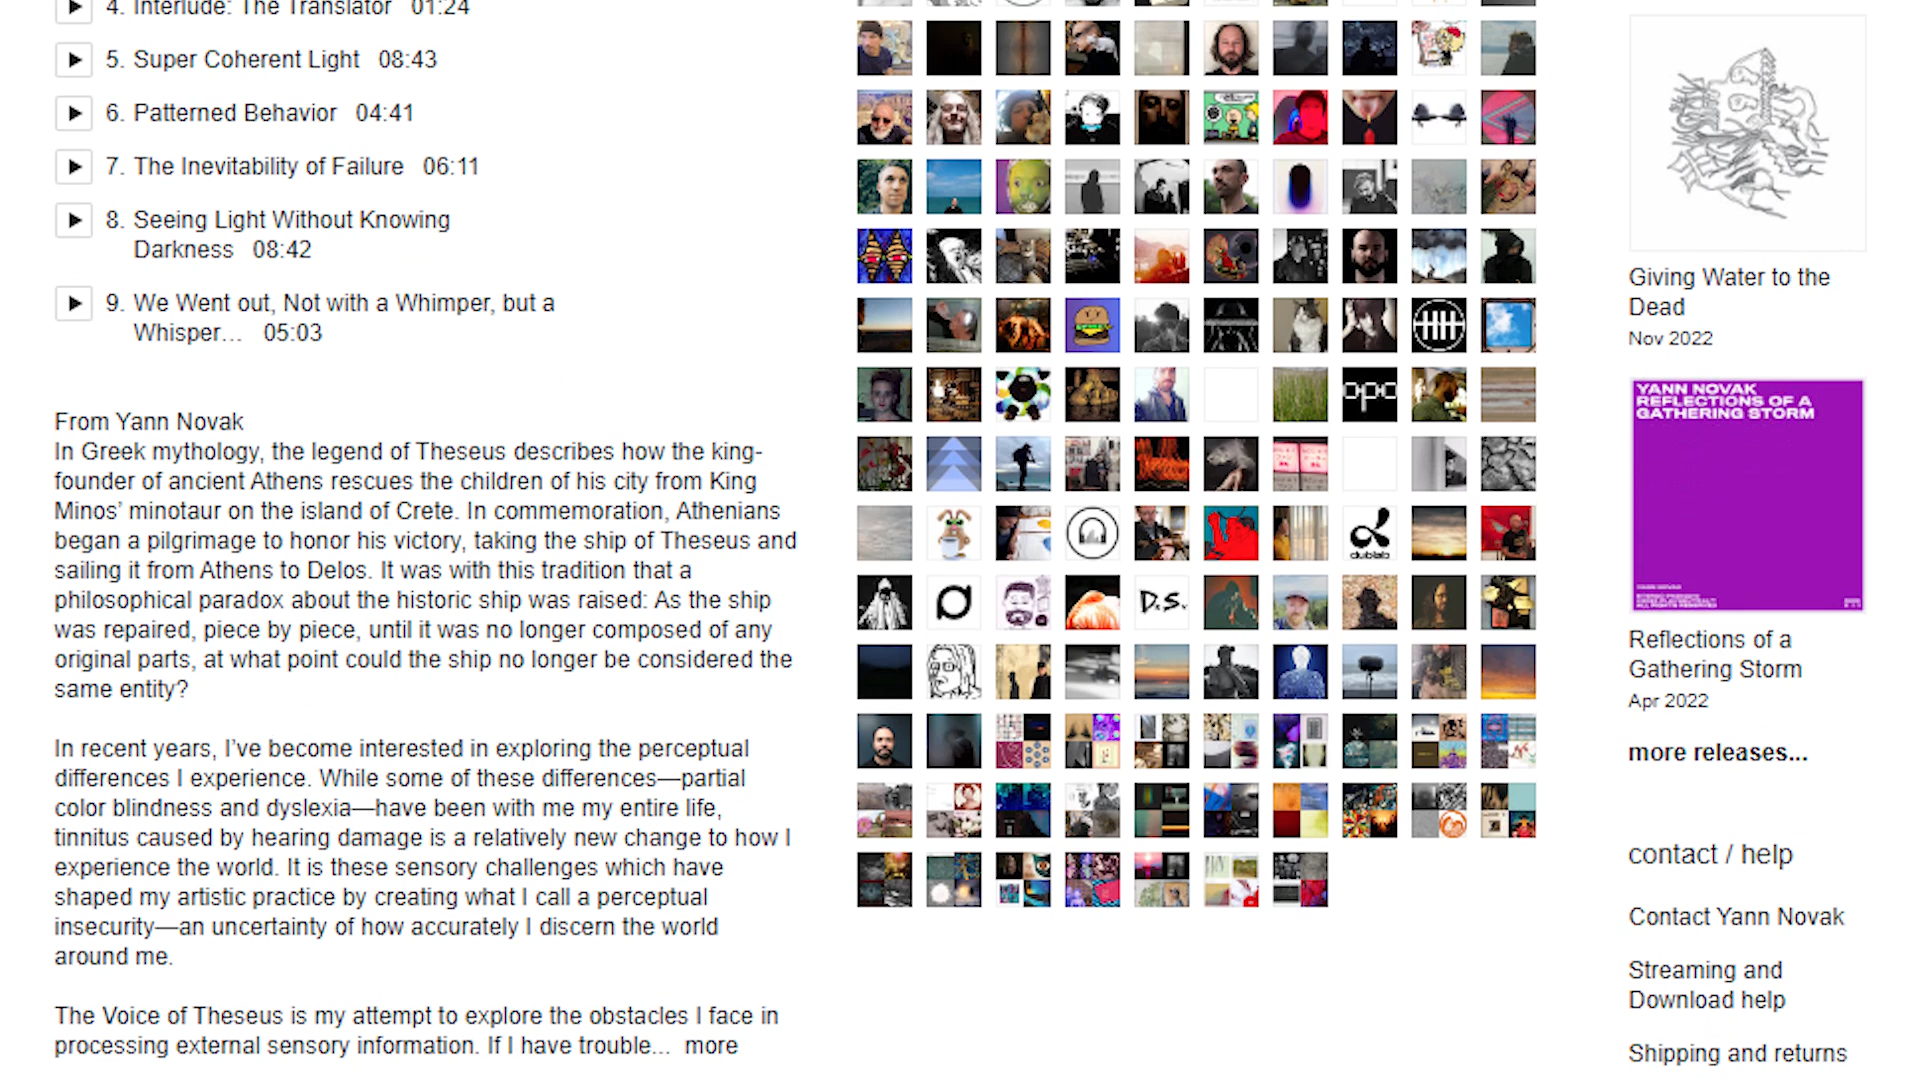 4. Interlude: The Translator 01:24
5. Super Coherent Light 08:43
6. Patterned Behavior 04:41
7. The Inevitability of Failure 06:11
8. Seeing Light Without Knowing
Darkness 08:42
9. We Went out, Not with a Whimper, but a
Whisper... 05:03
From Yann Novak
In Greek mythology, the legend of Theseus describes how the king-
founder of ancient Athens rescues the children of his city from King
Minos’ minotaur on the island of Crete. In commemoration, Athenians
began a pilgrimage to honor his victory, taking the ship of Theseus and
sailing it from Athens to Delos. It was with this tradition that a
philosophical paradox about the historic ship was raised: As the ship
was repaired, piece by piece, until it was no longer composed of any
original parts, at what point could the ship no longer be considered the
same entity?
In recent years, I’ve become interested in exploring the perceptual
differences I experience. While some of these differences—partial
color blindness and dyslexia—have been with me my entire life,
tinnitus caused by hearing damage is a relatively new change to how I
experience the world. It is these sensory challenges which have
shaped my artistic practice by creating what I call a perceptual
insecurity—an uncertainty of how accurately I discern the world
around me.
The Voice of Theseus is my attempt to explore the obstacles I face in
processing external sensory information. If I have trouble... more
opo
dublab
D.S.
Giving Water to the
Dead
Nov 2022
YANN NOVAK
REFLECTIONS OF A
GATHERING STORM
Reflections of a
Gathering Storm
Apr 2022
more releases...
contact / help
Contact Yann Novak
Streaming and
Download help
Shipping and returns